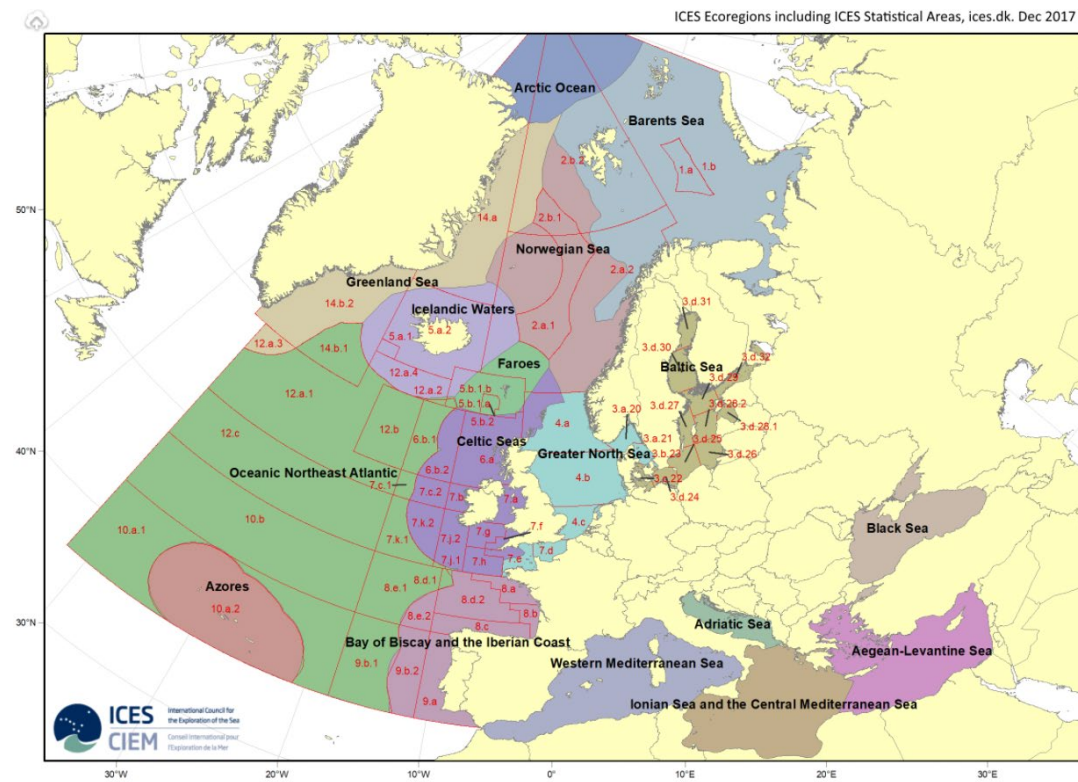 ICES Ecoregions including ICES Statistical Areas, ices.dk. Dec 2017
Arctic Ocean
Barents Sea
2.b.2
1.b
1.a
50°N
14.a
2.b.1
Norwegian Sea
2.a.2
Greenland Sea
3.d.31
14.b.2
Icelandic Waters
5.a.1
5.a.2
2.a.1
12.a.3
14.b.1
3.d.30
3.d.32
Faroes
Baltic Sea
12.a.4
3.d.29
12.a.1
12.a.2
5.b.1.b
5.b.1.a
3.d.27
3.d.28.2
3.a.20
5.b.2
4.a
3.d.28.1
12.c
12.b
6.b.1
Celtic Seas
3.a.21
3.d.25
40°N
6.a
Greater North Sea
3.b.23
3.d.26
Oceanic Northeast Atlantic
6.b.2
4.b
3.c.22
7.c.1
7.c.2
7.b
7.a
3.d.24
10.a.1
10.b
7.k.2
7.g
7.f
4.c
Black Sea
7.k.1
7.j.2
7.d
7.j.1
7.h
7.e
Azores
8.d.1
8.e.1
8.a
10.a.2
8.d.2
8.e.2
8.b
30°N
8.c
Adriatic Sea
Bay of Biscay and the Iberian Coast
Aegean-Levantine Sea
9.b.1
9.b.2
Western Mediterranean Sea
9.a
Ionian Sea and the Central Mediterranean Sea
ICES
CIEM
International Council for
the Exploration of the Sea
Conseil International pour
l'Exploration de la Mer
30°W
20°W
10°W
0°
10°E
20°E
30°E